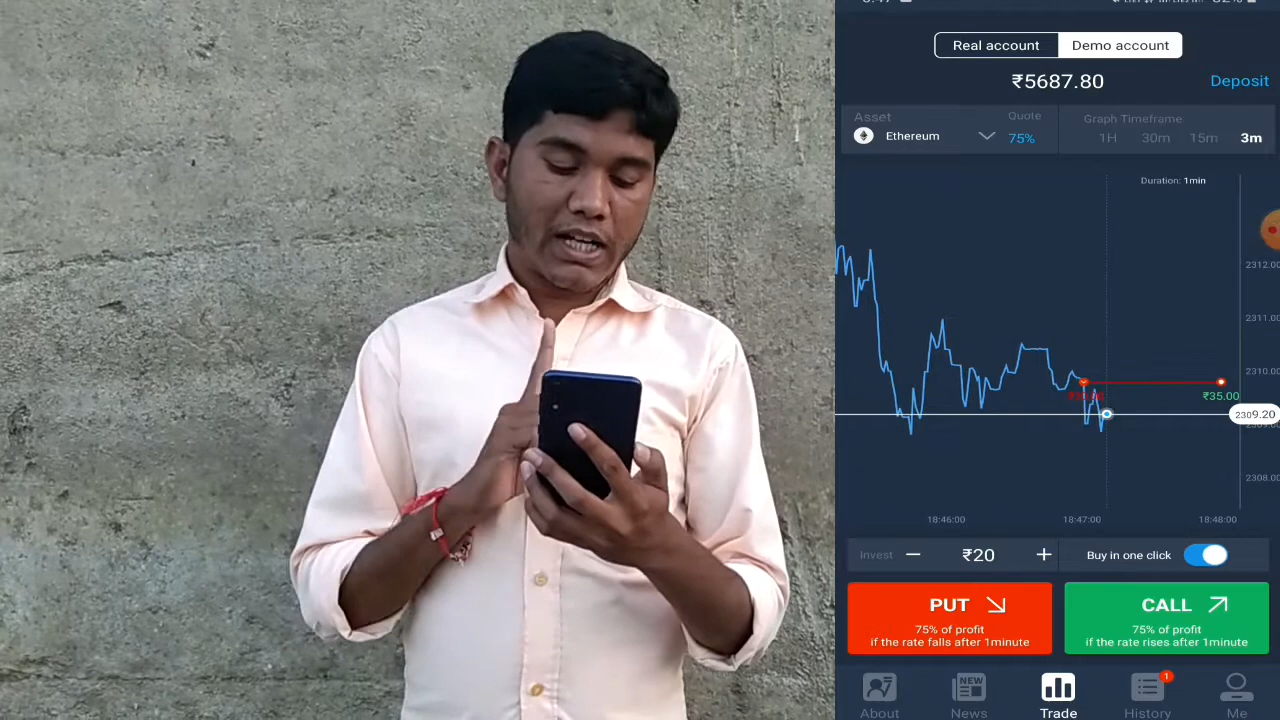 Real account Demo account
₹5687.80 Deposit
Asset Quote Graph Timeframe
Ethereum 75% 1H 30m 15m 3m
Duration: 1min
2312.00
2311.00
2310.00
₹35.00
2309.20
2308.00
18:46:00 18:47:00 18:48:00
Invest − ₹20 + Buy in one click
PUT CALL
75% of profit 75% of profit
if the rate falls after 1minute if the rate rises after 1minute
NEW 1
About News Trade History Me